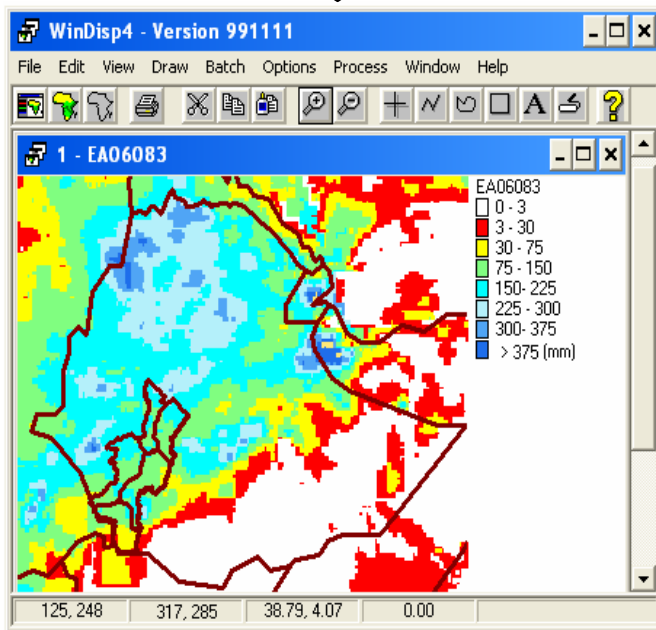 WinDisp4 - Version 991111
File Edit View Draw Batch Options Process Window Help
A ?
1 - EA06083
EA06083
0 - 3
3 - 30
30 - 75
75 - 150
150- 225
225 - 300
300- 375
> 375 (mm)
125, 248 317, 285 38.79, 4.07 0.00